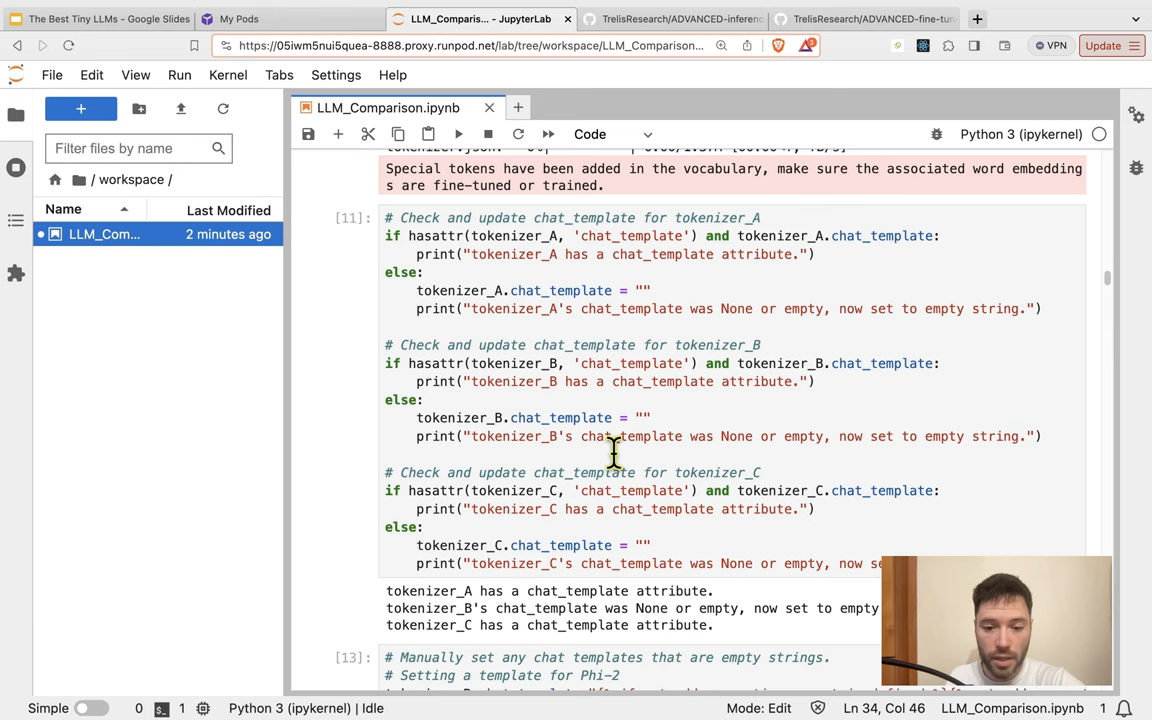 The Best Tiny LLMs - Google Slides
My Pods
LLM_Comparis... - JupyterLab
TrelisResearch/ADVANCED-inferenc
TrelisResearch/ADVANCED-fine-tun
https://05iwm5nui5quea-8888.proxy.runpod.net/lab/tree/workspace/LLM_Comparison...
VPN
Update
File Edit View Run Kernel Tabs Settings Help
LLM_Comparison.ipynb
Code
Python 3 (ipykernel)
Filter files by name
/ workspace /
Name
Last Modified
LLM_Com...
2 minutes ago
Special tokens have been added in the vocabulary, make sure the associated word embedding
s are fine-tuned or trained.
[11]:
# Check and update chat_template for tokenizer_A
if hasattr(tokenizer_A, 'chat_template') and tokenizer_A.chat_template:
print("tokenizer_A has a chat_template attribute.")
else:
tokenizer_A.chat_template = ""
print("tokenizer_A's chat_template was None or empty, now set to empty string.")
# Check and update chat_template for tokenizer_B
if hasattr(tokenizer_B, 'chat_template') and tokenizer_B.chat_template:
print("tokenizer_B has a chat_template attribute.")
else:
tokenizer_B.chat_template = ""
print("tokenizer_B's chat_template was None or empty, now set to empty string.")
# Check and update chat_template for tokenizer_C
if hasattr(tokenizer_C, 'chat_template') and tokenizer_C.chat_template:
print("tokenizer_C has a chat_template attribute.")
else:
tokenizer_C.chat_template = ""
print("tokenizer_C's chat_template was None or empty, now se
tokenizer_A has a chat_template attribute.
tokenizer_B's chat_template was None or empty, now set to empty
tokenizer_C has a chat_template attribute.
[13]:
# Manually set any chat templates that are empty strings.
# Setting a template for Phi-2
Simple
0
1
Python 3 (ipykernel) | Idle
Mode: Edit
Ln 34, Col 46
LLM_Comparison.ipynb
1